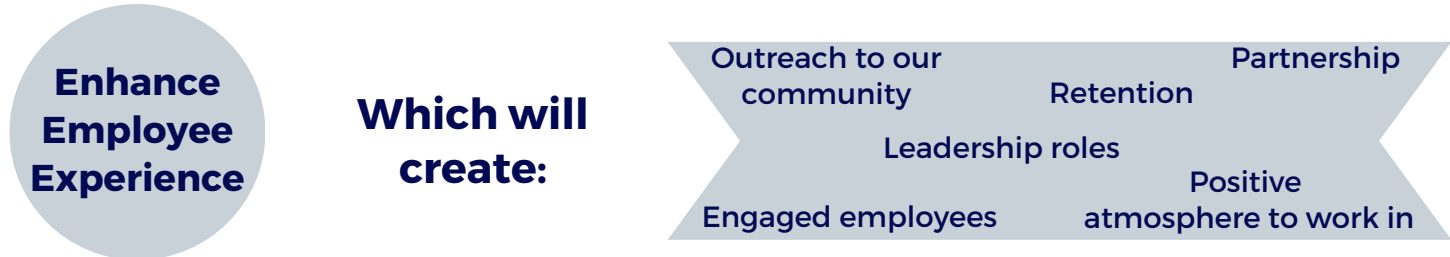 Enhance
Employee
Experience
Which will
create:
Outreach to our
community
Retention
Partnership
Leadership roles
Engaged employees
Positive
atmosphere to work in